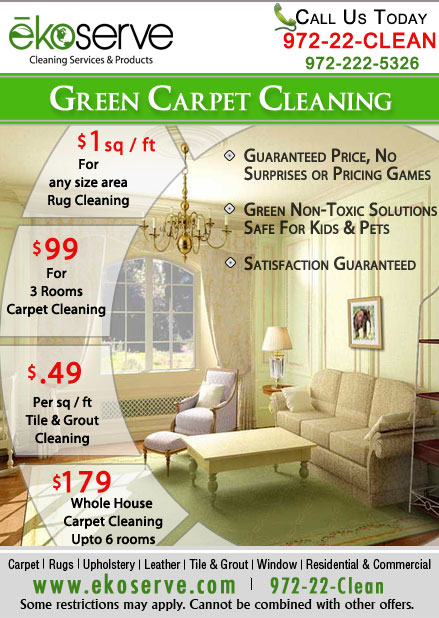 ēkoserve
Cleaning Services & Products
Call Us Today
972-22-CLEAN
972-222-5326
Green Carpet Cleaning
$1 sq / ft
For
any size area
Rug Cleaning
Guaranteed Price, No
Surprises or Pricing Games
Green Non-Toxic Solutions
Safe For Kids & Pets
Satisfaction Guaranteed
$99
For
3 Rooms
Carpet Cleaning
$.49
Per sq / ft
Tile & Grout
Cleaning
$179
Whole House
Carpet Cleaning
Upto 6 rooms
Carpet | Rugs | Upholstery | Leather | Tile & Grout | Window | Residential & Commercial
www.ekoserve.com | 972-22-Clean
Some restrictions may apply. Cannot be combined with other offers.